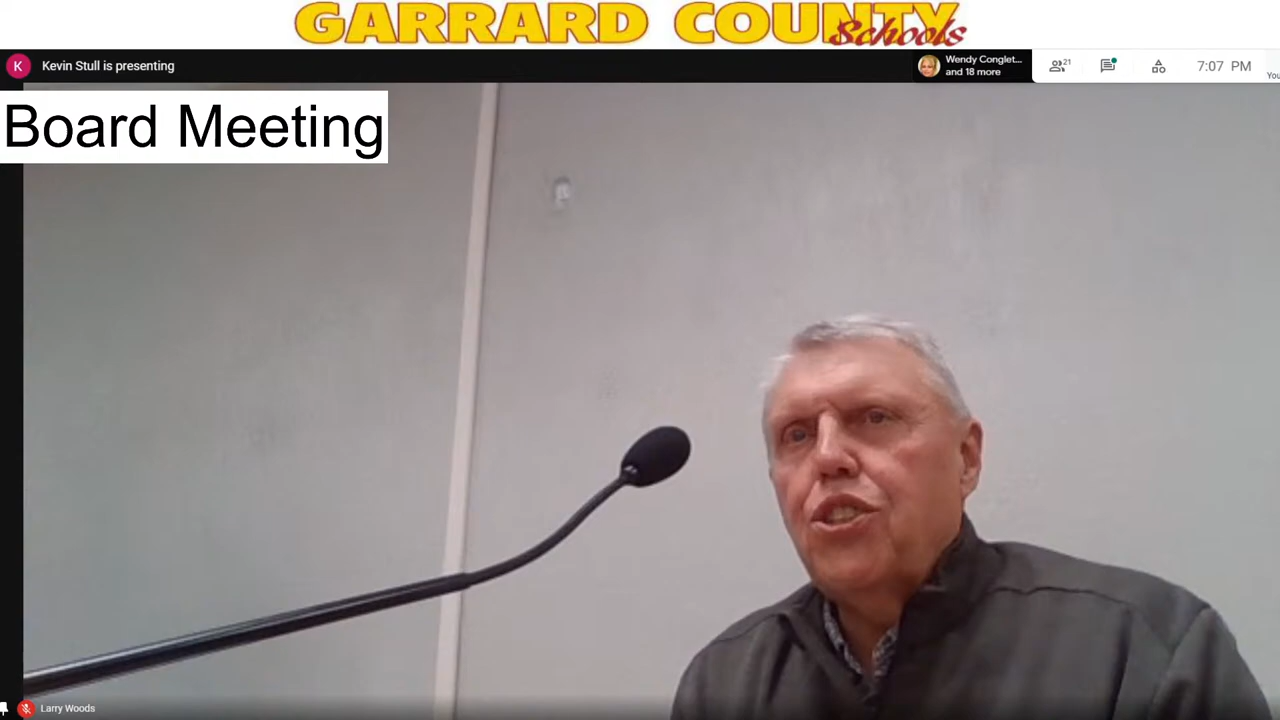 GARRARD COUNTY
Schools
K
Kevin Stull is presenting
Wendy Conglet...
and 18 more
21
7:07 PM
You
Board Meeting
Larry Woods